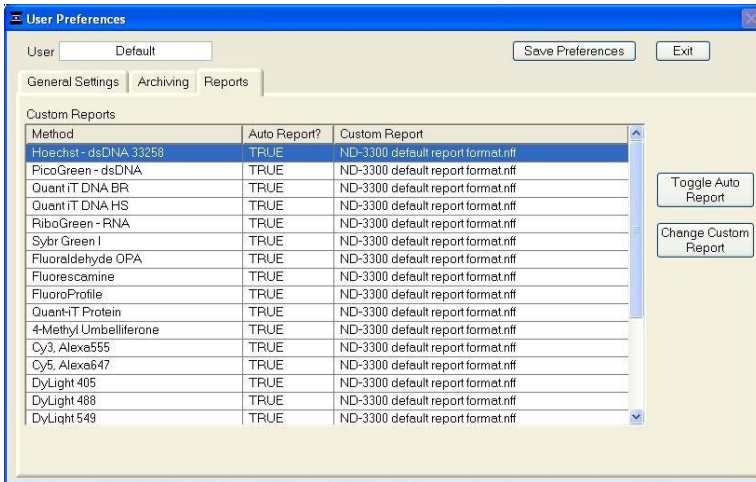 User Preferences
User Default Save Preferences Exit
General Settings Archiving Reports
Custom Reports
Method Auto Report? Custom Report
Hoechst - dsDNA 33258 TRUE ND-3300 default report format.nff
PicoGreen - dsDNA TRUE ND-3300 default report format.nff
Quant iT DNA BR TRUE ND-3300 default report format.nff
Quant iT DNA HS TRUE ND-3300 default report format.nff
RiboGreen - RNA TRUE ND-3300 default report format.nff
Sybr Green I TRUE ND-3300 default report format.nff
Fluoraldehyde OPA TRUE ND-3300 default report format.nff
Fluorescamine TRUE ND-3300 default report format.nff
FluoroProfile TRUE ND-3300 default report format.nff
Quant-iT Protein TRUE ND-3300 default report format.nff
4-Methyl Umbelliferone TRUE ND-3300 default report format.nff
Cy3, Alexa555 TRUE ND-3300 default report format.nff
Cy5, Alexa647 TRUE ND-3300 default report format.nff
DyLight 405 TRUE ND-3300 default report format.nff
DyLight 488 TRUE ND-3300 default report format.nff
DyLight 549 TRUE ND-3300 default report format.nff
Toggle Auto
Report
Change Custom
Report